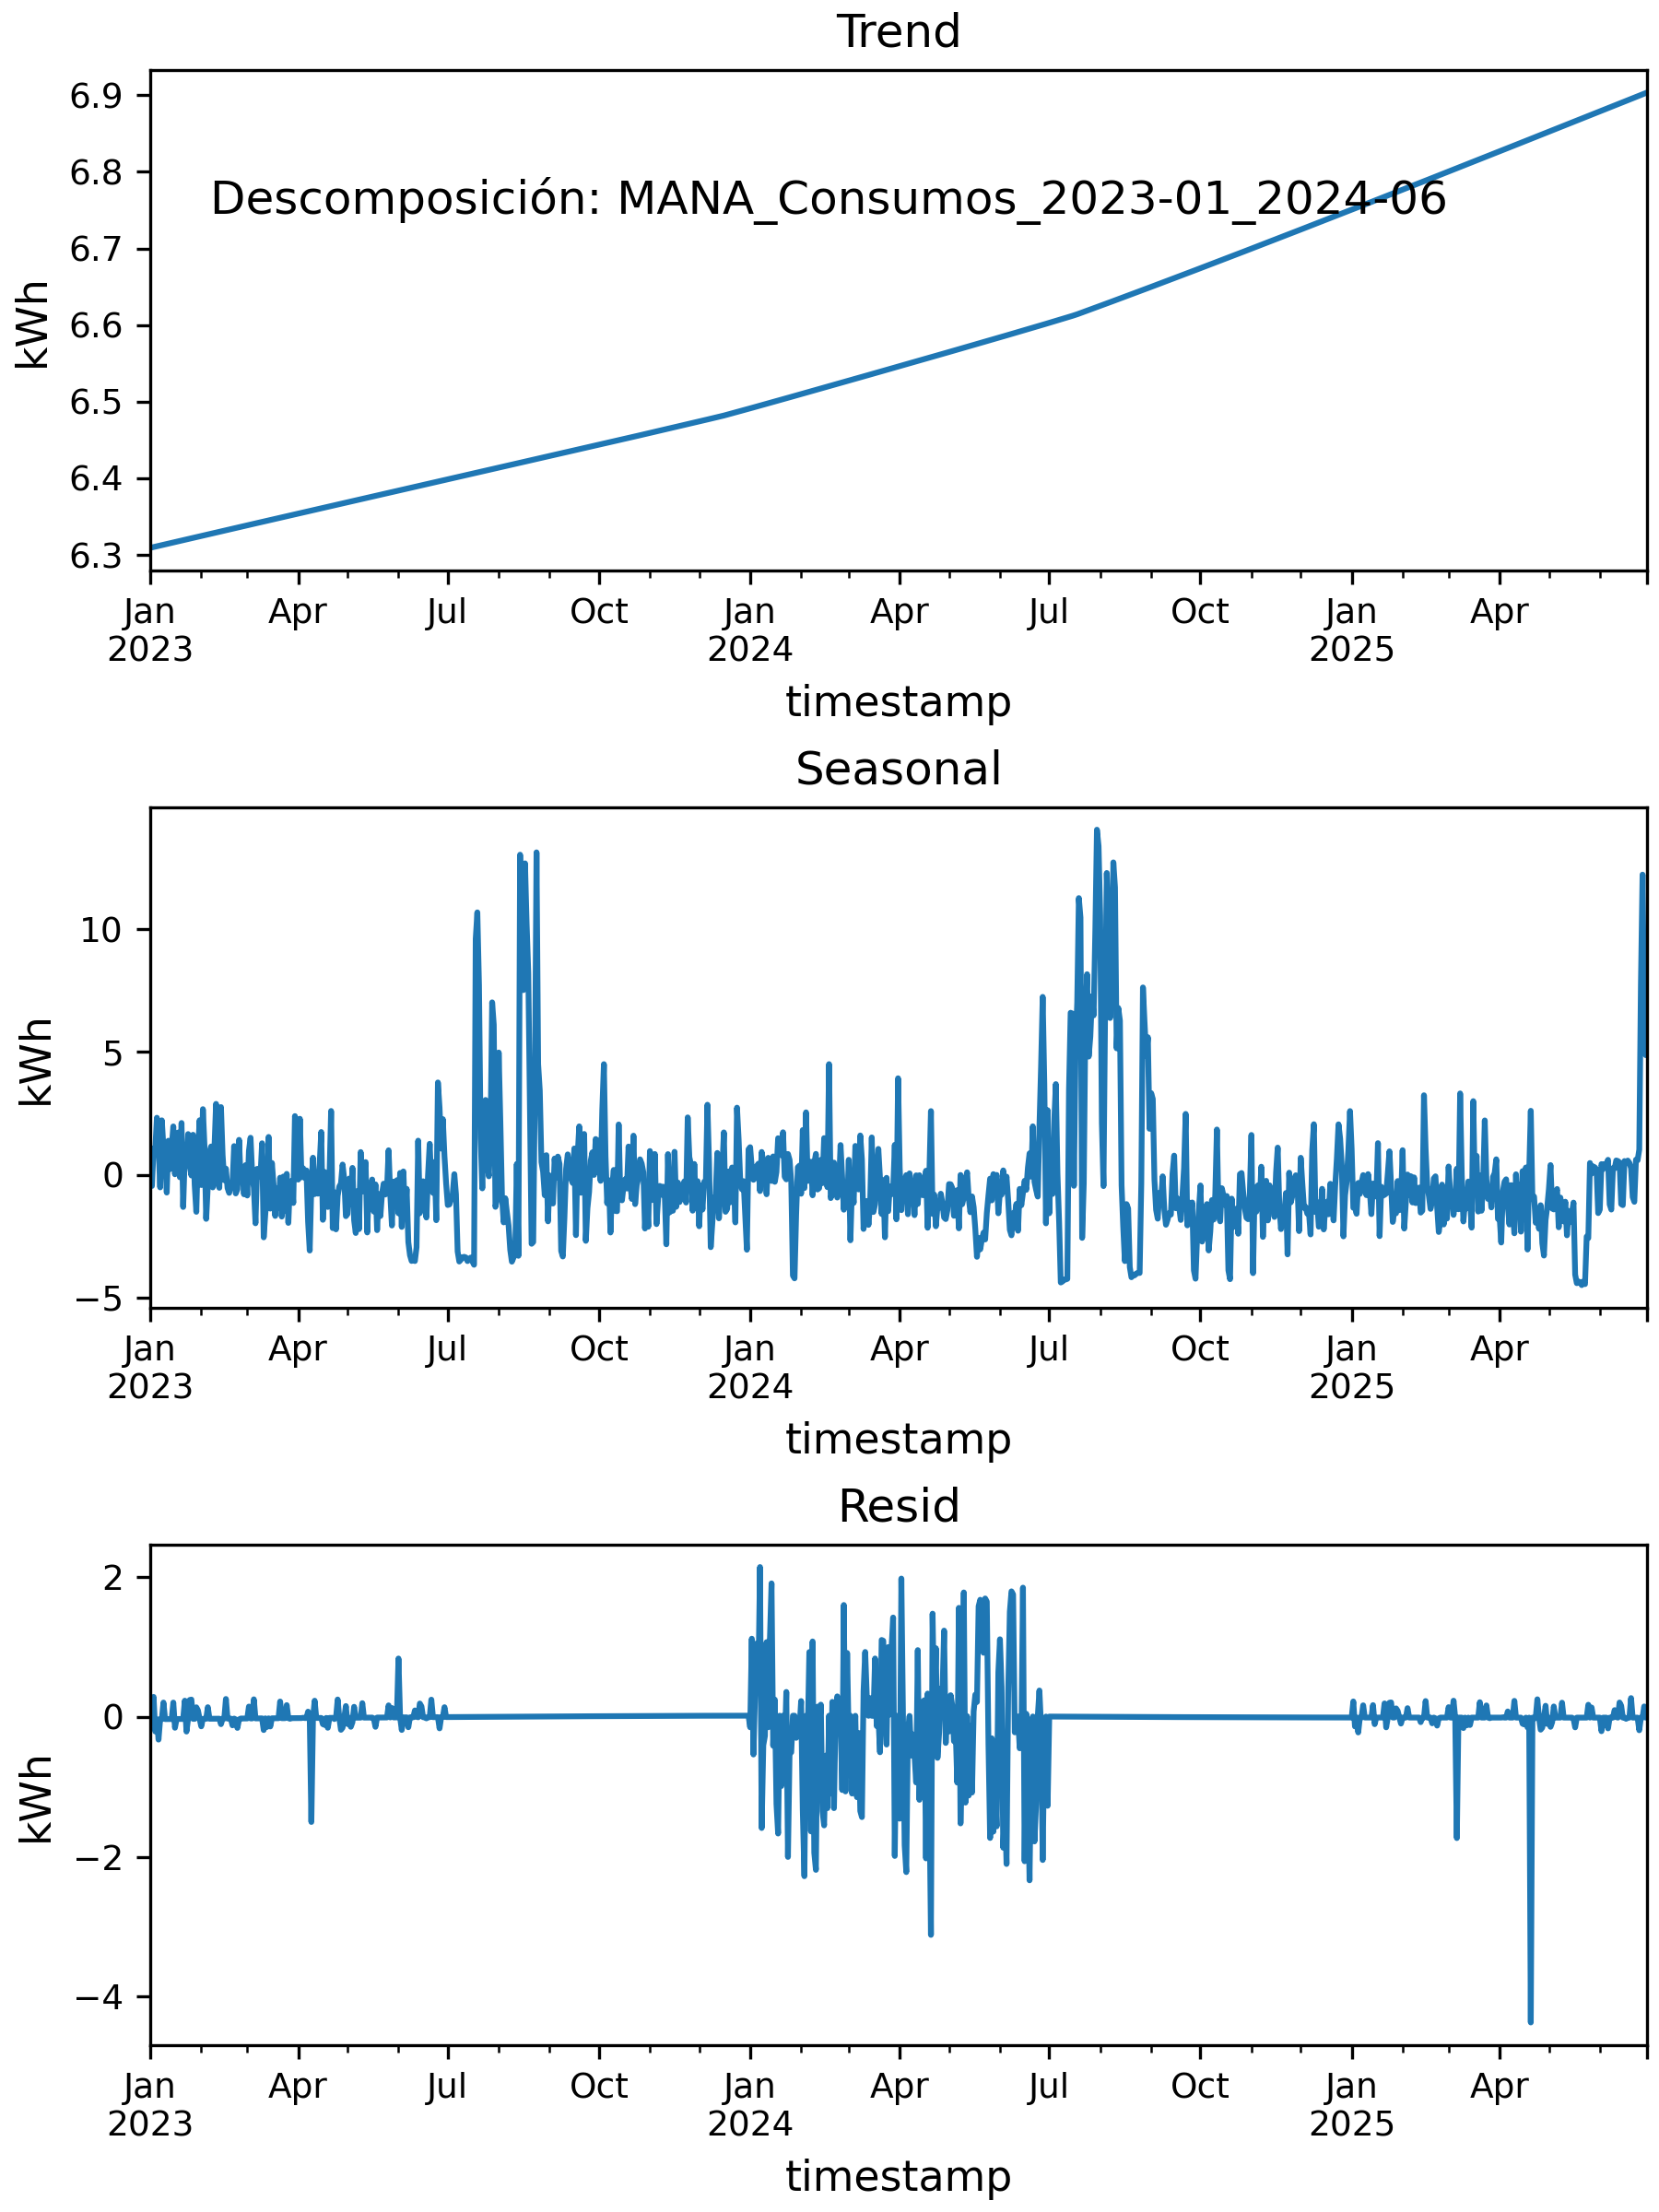 Trend
6.9
6.8
Descomposición: MANA_Consumos_2023-01_2024-06
6.7
kWh
6.6
6.5
6.4
6.3
Jan Apr Jul Oct Jan Apr Jul Oct Jan Apr
2023 2024 2025
timestamp
Seasonal
10
kWh
5
0
−5
Jan Apr Jul Oct Jan Apr Jul Oct Jan Apr
2023 2024 2025
timestamp
Resid
2
0
kWh
−2
−4
Jan Apr Jul Oct Jan Apr Jul Oct Jan Apr
2023 2024 2025
timestamp